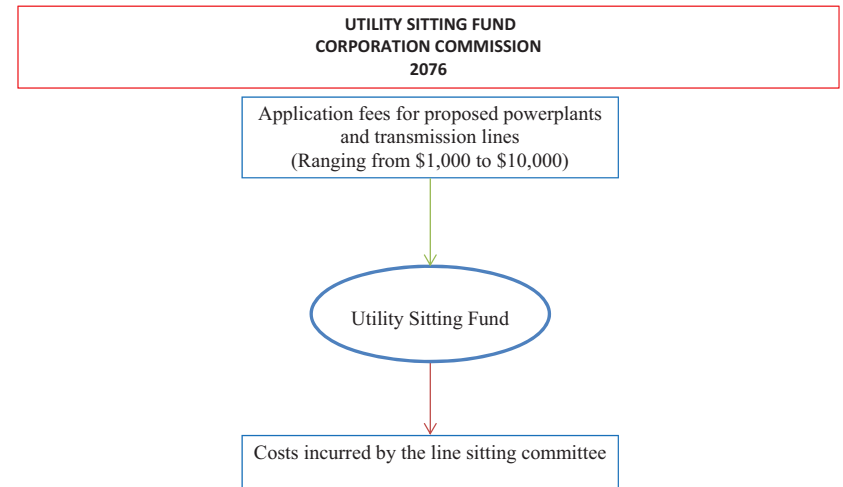 UTILITY SITTING FUND
CORPORATION COMMISSION
2076
Application fees for proposed powerplants
and transmission lines
(Ranging from $1,000 to $10,000)
Utility Sitting Fund
Costs incurred by the line sitting committee